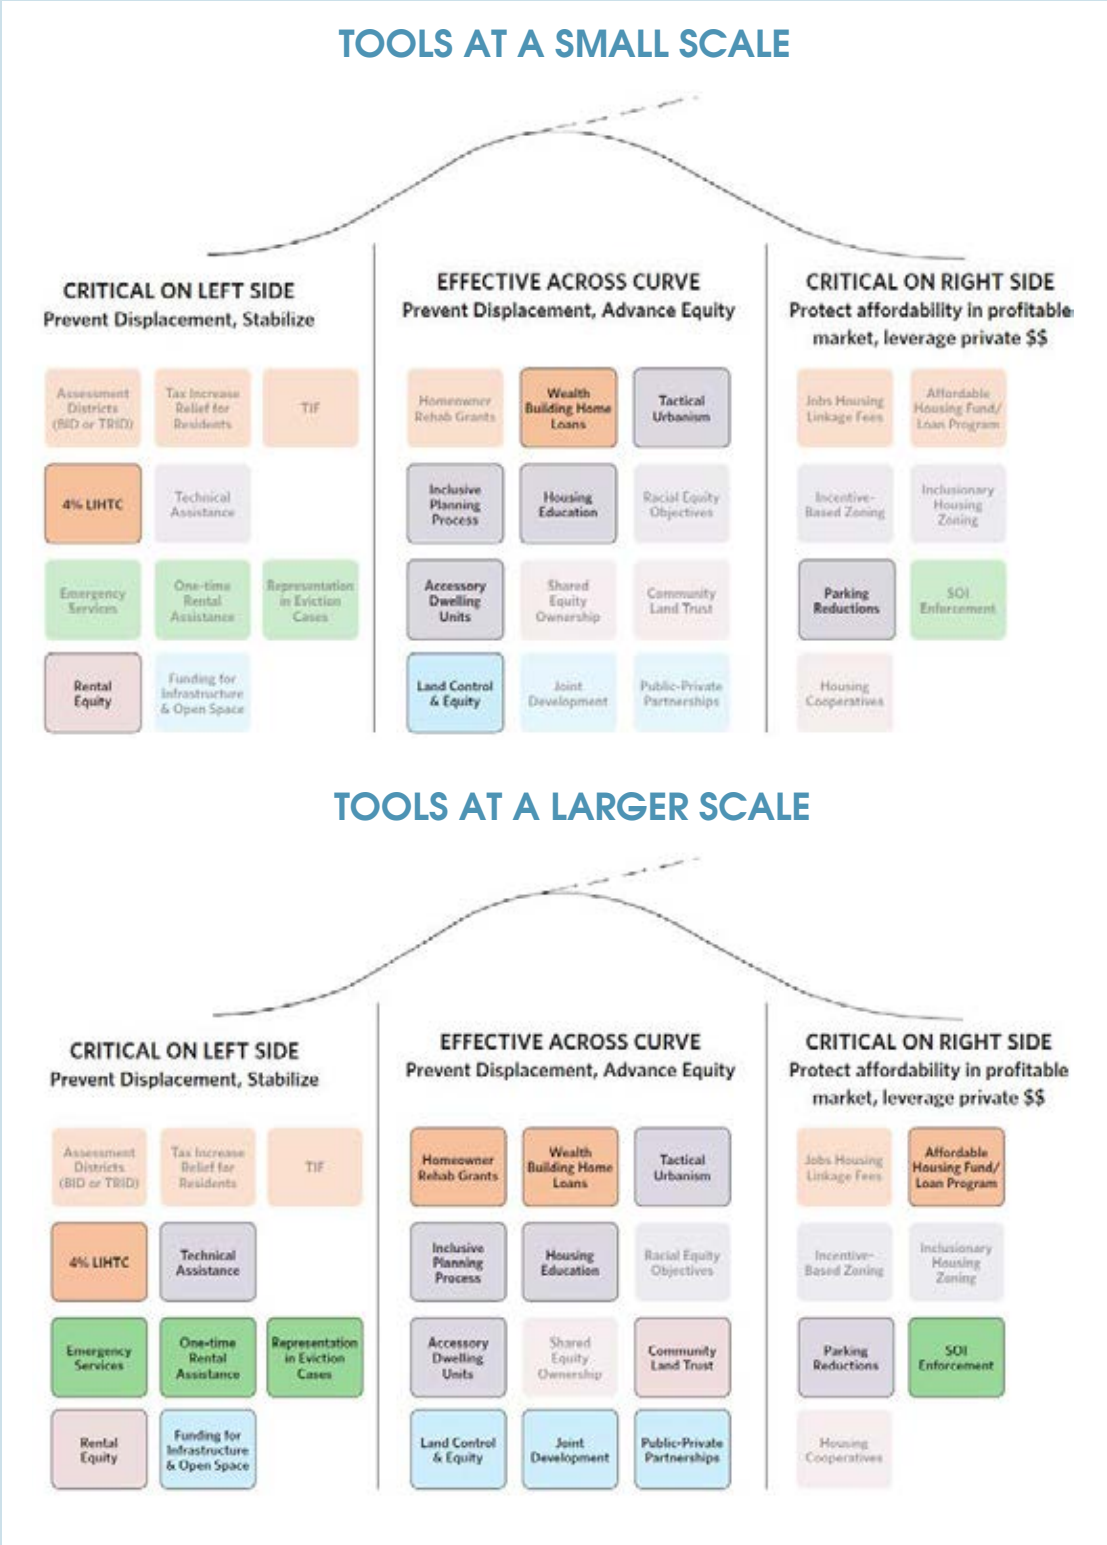 TOOLS AT A SMALL SCALE
CRITICAL ON LEFT SIDE
Prevent Displacement, Stabilize
Assessment
Districts
(BID or TRID)
Tax Increase
Relief for
Residents
TIF
4% LIHTC
Technical
Assistance
Emergency
Services
One-time
Rental
Assistance
Representation
in Eviction
Cases
Rental
Equity
Funding for
Infrastructure
& Open Space
EFFECTIVE ACROSS CURVE
Prevent Displacement, Advance Equity
Homeowner
Rehab Grants
Wealth
Building Home
Loans
Tactical
Urbanism
Inclusive
Planning
Process
Housing
Education
Racial Equity
Objectives
Accessory
Dwelling
Units
Shared
Equity
Ownership
Community
Land Trust
Land Control
& Equity
Joint
Development
Public-Private
Partnerships
CRITICAL ON RIGHT SIDE
Protect affordability in profitable
market, leverage private $$
Jobs Housing
Linkage Fees
Affordable
Housing Fund/
Loan Program
Incentive-
Based Zoning
Inclusionary
Housing
Zoning
Parking
Reductions
SOI
Enforcement
Housing
Cooperatives
TOOLS AT A LARGER SCALE
CRITICAL ON LEFT SIDE
Prevent Displacement, Stabilize
Assessment
Districts
(BID or TRID)
Tax Increase
Relief for
Residents
TIF
4% LIHTC
Technical
Assistance
Emergency
Services
One-time
Rental
Assistance
Representation
in Eviction
Cases
Rental
Equity
Funding for
Infrastructure
& Open Space
EFFECTIVE ACROSS CURVE
Prevent Displacement, Advance Equity
Homeowner
Rehab Grants
Wealth
Building Home
Loans
Tactical
Urbanism
Inclusive
Planning
Process
Housing
Education
Racial Equity
Objectives
Accessory
Dwelling
Units
Shared
Equity
Ownership
Community
Land Trust
Land Control
& Equity
Joint
Development
Public-Private
Partnerships
CRITICAL ON RIGHT SIDE
Protect affordability in profitable
market, leverage private $$
Jobs Housing
Linkage Fees
Affordable
Housing Fund/
Loan Program
Incentive-
Based Zoning
Inclusionary
Housing
Zoning
Parking
Reductions
SOI
Enforcement
Housing
Cooperatives